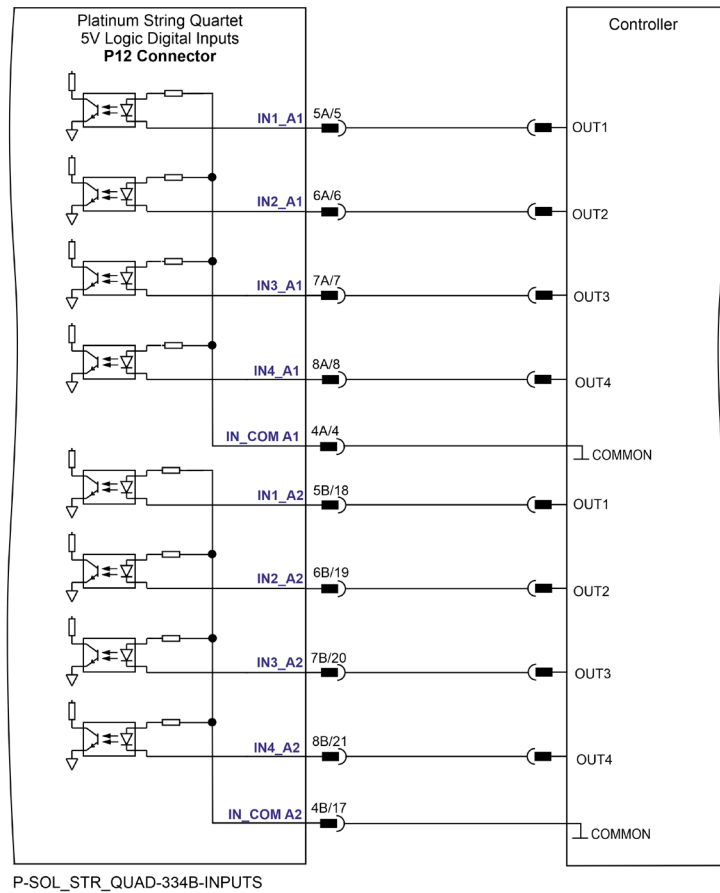 Platinum String Quartet
5V Logic Digital Inputs
P12 Connector
Controller
IN1_A1 5A/5 OUT1
IN2_A1 6A/6 OUT2
IN3_A1 7A/7 OUT3
IN4_A1 8A/8 OUT4
IN_COM A1 4A/4 COMMON
IN1_A2 5B/18 OUT1
IN2_A2 6B/19 OUT2
IN3_A2 7B/20 OUT3
IN4_A2 8B/21 OUT4
IN_COM A2 4B/17 COMMON
P-SOL_STR_QUAD-334B-INPUTS